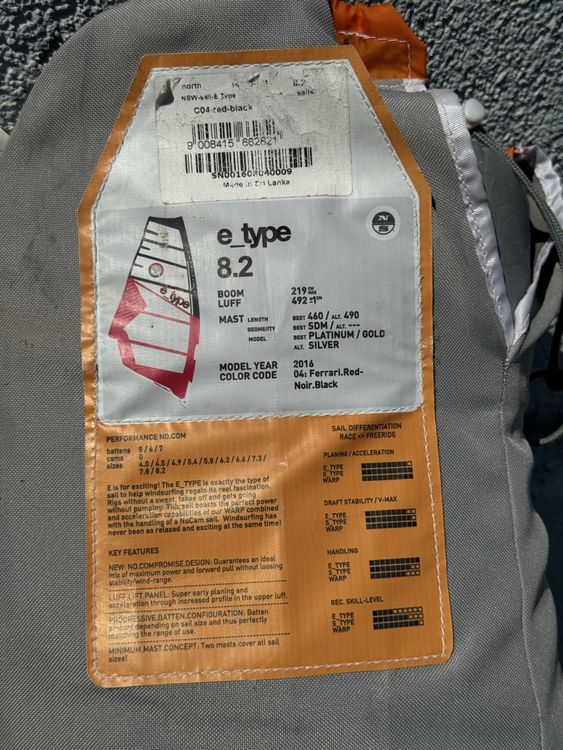 north
8.2
NSW-sail-E_Type
sails
C04-red-black
9 008415 662821
SN001602040009
Made in Sri Lanka
N
S
e_type
8.2
e_type
BOOM 219 CM MAX
LUFF 492 ±1CM
MAST LENGTH BEST 460 / ALT. 490
GEOMERITY BEST SDM / ALT. ---
MODEL BEST PLATINUM / GOLD
ALT. SILVER
MODEL YEAR 2016
COLOR CODE 04: Ferrari.Red-
Noir.Black
PERFORMANCE NO.COM
battens 5 / 6 / 7
cams 0
sizes 4.0 / 4.5 / 4.9 / 5.4 / 5.8 / 6.2 / 6.6 / 7.3 /
7.8 / 8.2
E is for exciting! The E_TYPE is exactly the type of
sail to help windsurfing regain its reel fascination.
Rigs without a sweat, takes off and gets going
without pumping: This sail boasts the perfect power
and acceleration capabilities of our WARP combined
with the handling of a NoCam sail. Windsurfing has
never been so relaxed and exciting at the same time!
KEY FEATURES
NEW: NO.COMPROMISE.DESIGN: Guarantees an ideal
mix of maximum power and forward pull without loosing
stability/wind-range.
LUFF.LIFT.PANEL: Super early planing and
acceleration through increased profile in the upper luff.
PROGRESSIVE.BATTEN.CONFIGURATION: Batten
amount depending on sail size and thus perfectly
matching the range of use.
MINIMUM.MAST.CONCEPT: Two masts cover all sail
sizes!
SAIL DIFFERENTIATION
RACE <> FREERIDE
PLANING / ACCELERATION
E_TYPE
S_TYPE
WARP
DRAFT STABILITY / V-MAX
E_TYPE
S_TYPE
WARP
HANDLING
E_TYPE
S_TYPE
WARP
REC. SKILL-LEVEL
E_TYPE
S_TYPE
WARP